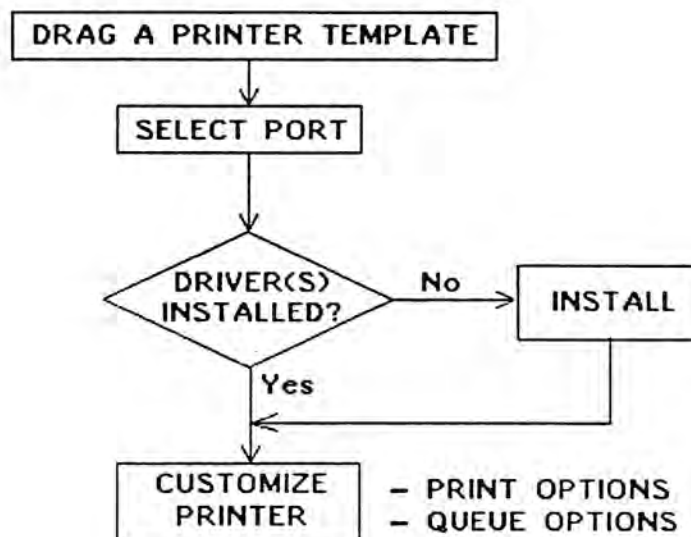 DRAG A PRINTER TEMPLATE
SELECT PORT
DRIVER(S)
INSTALLED?
No
INSTALL
Yes
CUSTOMIZE
PRINTER
- PRINT OPTIONS
- QUEUE OPTIONS